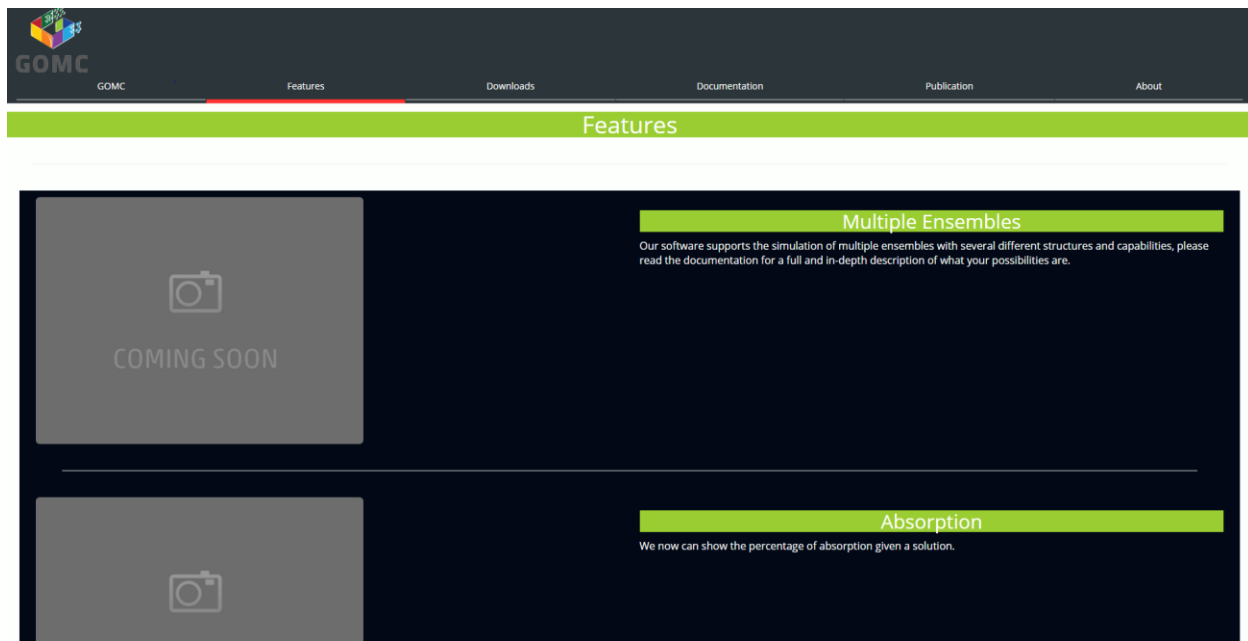 GOMC
GOMC Features Downloads Documentation Publication About
Features
COMING SOON
Multiple Ensembles
Our software supports the simulation of multiple ensembles with several different structures and capabilities, please
read the documentation for a full and in-depth description of what your possibilities are.
Absorption
We now can show the percentage of absorption given a solution.